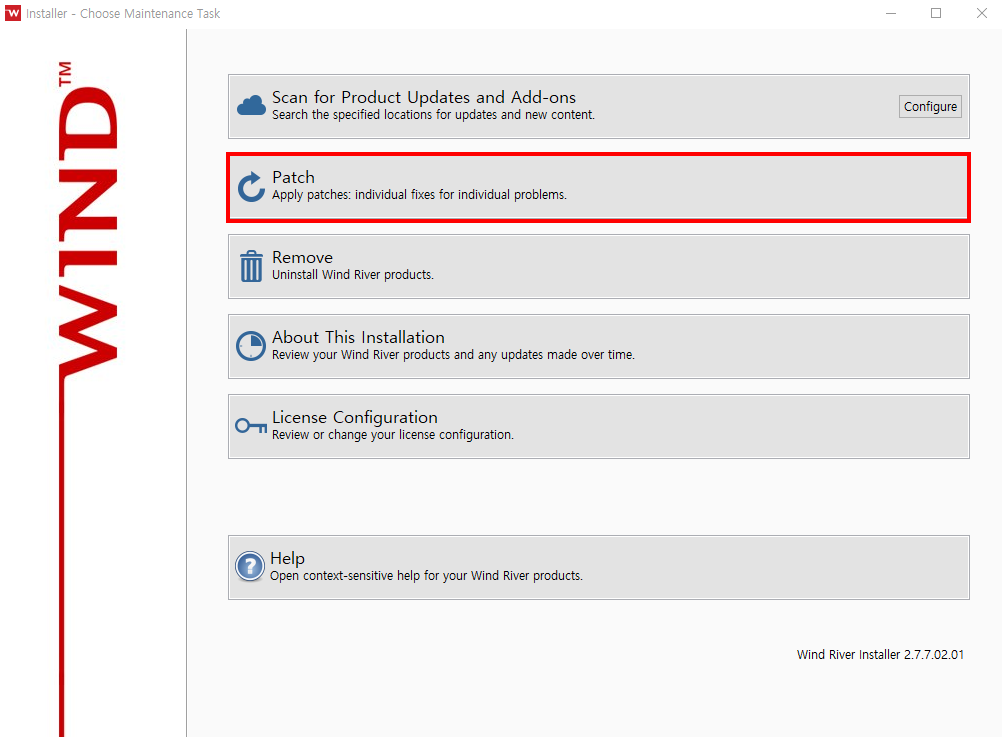 Installer - Choose Maintenance Task
WIND™
Scan for Product Updates and Add-ons
Search the specified locations for updates and new content.
Configure
Patch
Apply patches: individual fixes for individual problems.
Remove
Uninstall Wind River products.
About This Installation
Review your Wind River products and any updates made over time.
License Configuration
Review or change your license configuration.
Help
Open context-sensitive help for your Wind River products.
Wind River Installer 2.7.7.02.01